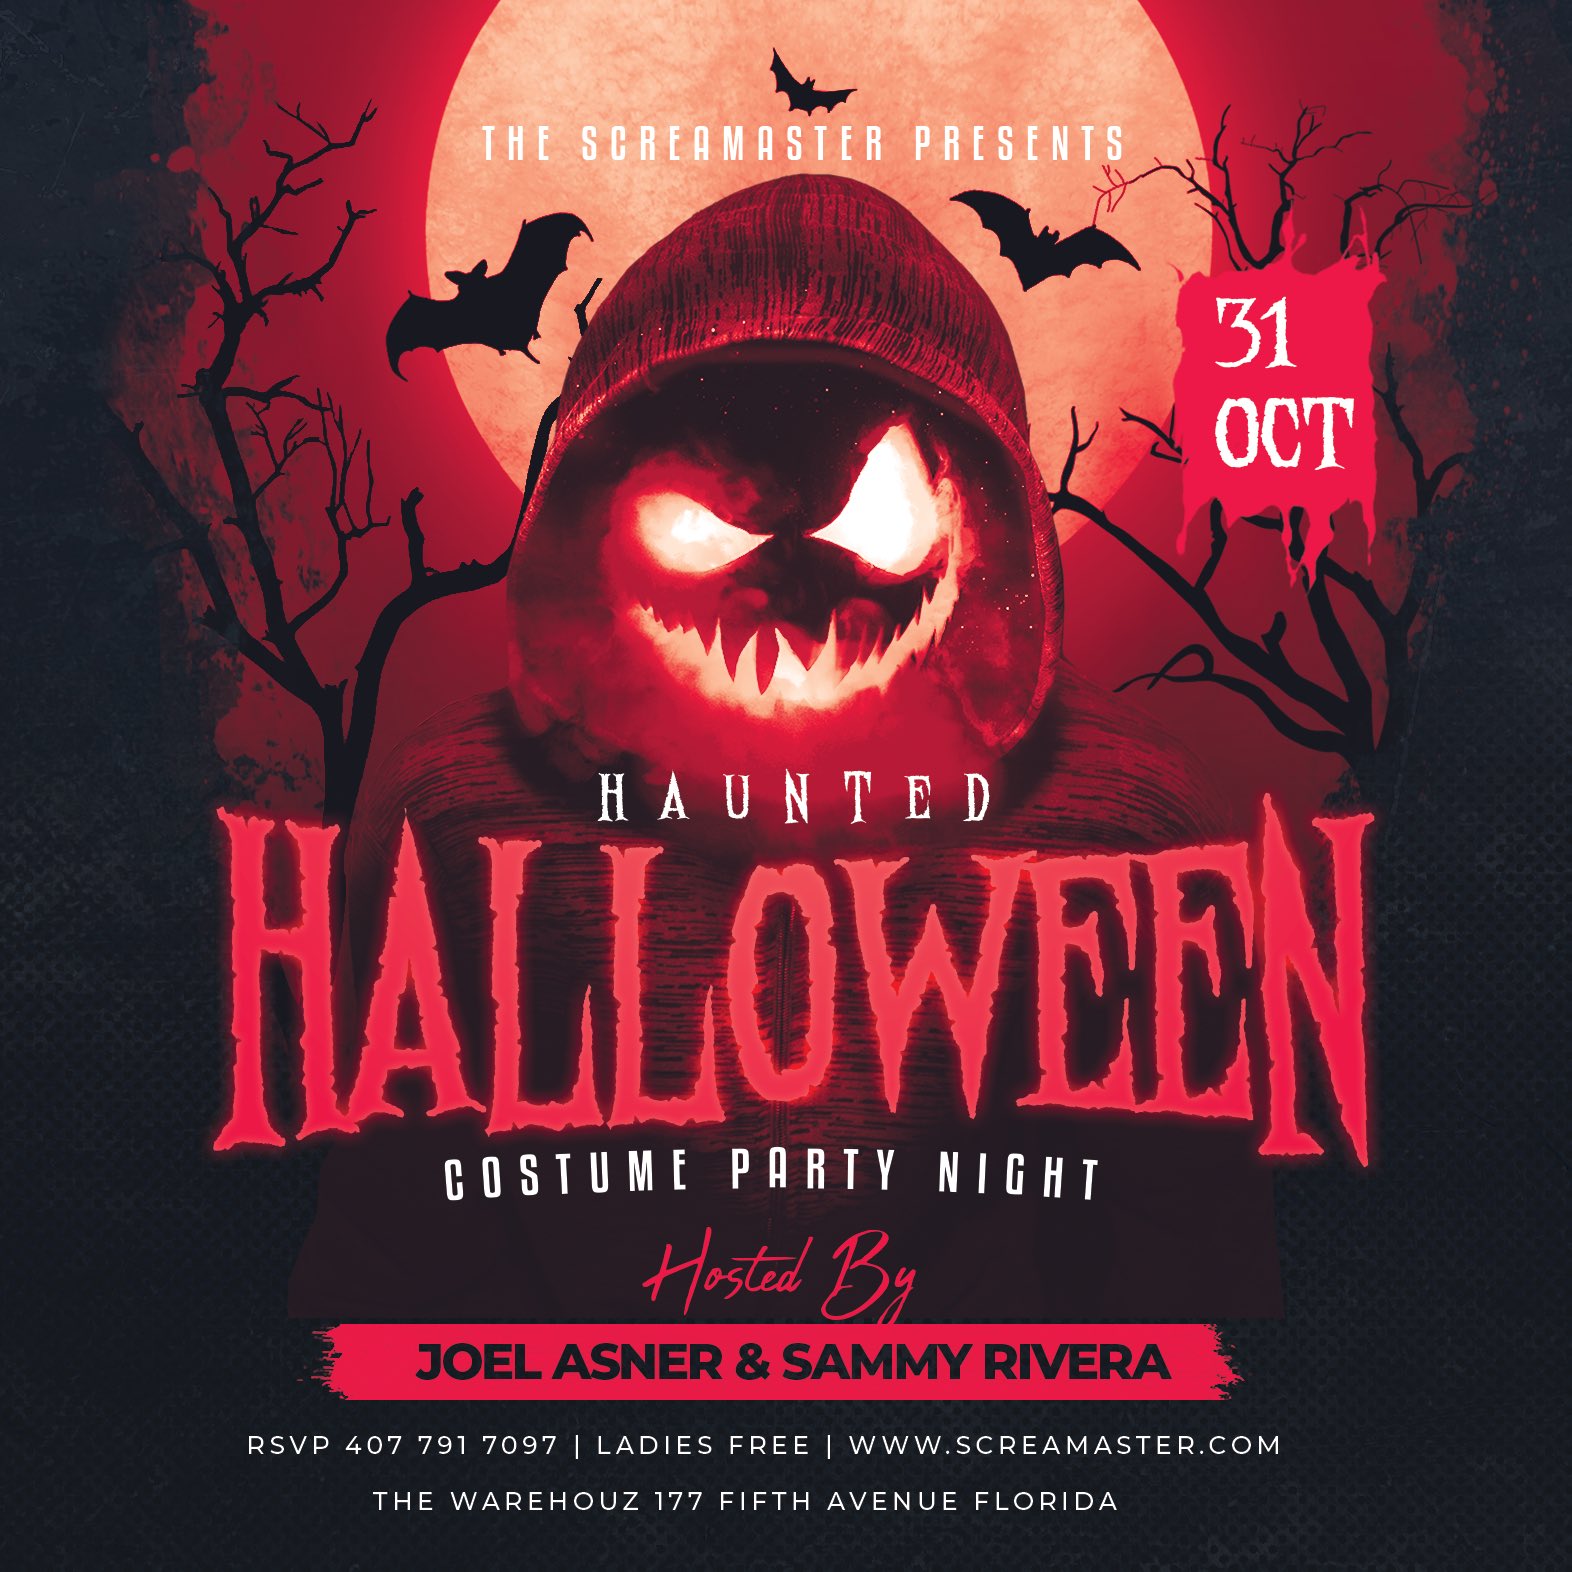 THE SCREAMASTER PRESENTS
31
OCT
HAUNTED
HALLOWEEN
COSTUME PARTY NIGHT
Hosted By
JOEL ASNER & SAMMY RIVERA
RSVP 407 791 7097 | LADIES FREE | WWW.SCREAMASTER.COM
THE WAREHOUZ 177 FIFTH AVENUE FLORIDA